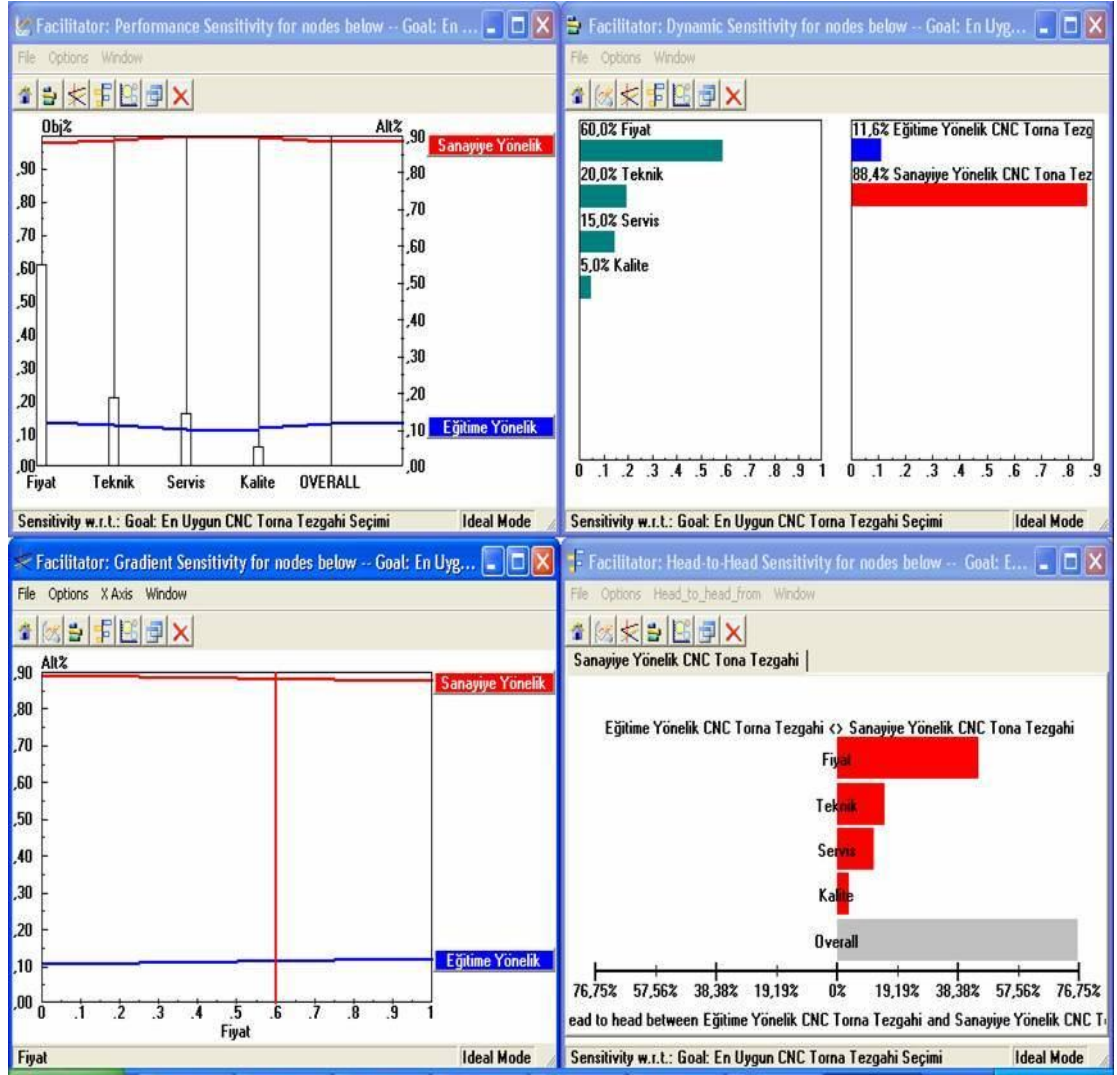 Facilitator: Performance Sensitivity for nodes below -- Goal: En ...
File Options Window
Obj% Alt%
,90
,80
,70
,60
,50
,40
,30
,20
,10
,00
,90
,80
,70
,60
,50
,40
,30
,20
,10
,00
Sanayiye Yönelik
Eğitime Yönelik
Fiyat Teknik Servis Kalite OVERALL
Sensitivity w.r.t.: Goal: En Uygun CNC Torna Tezgahi Seçimi Ideal Mode
Facilitator: Dynamic Sensitivity for nodes below -- Goal: En Uyg...
File Options Window
60,0% Fiyat
20,0% Teknik
15,0% Servis
5,0% Kalite
0 .1 .2 .3 .4 .5 .6 .7 .8 .9 1
11,6% Eğitime Yönelik CNC Torna Tezg
88,4% Sanayiye Yönelik CNC Tona Tez
0 .1 .2 .3 .4 .5 .6 .7 .8 .9
Sensitivity w.r.t.: Goal: En Uygun CNC Torna Tezgahi Seçimi Ideal Mode
Facilitator: Gradient Sensitivity for nodes below -- Goal: En Uyg...
File Options X Axis Window
Alt%
,90
,80
,70
,60
,50
,40
,30
,20
,10
,00
Sanayiye Yönelik
Eğitime Yönelik
0 .1 .2 .3 .4 .5 .6 .7 .8 .9 1
Fiyat
Fiyat Ideal Mode
Facilitator: Head-to-Head Sensitivity for nodes below -- Goal: E...
File Options Head_to_head_from Window
Sanayiye Yönelik CNC Tona Tezgahi
Eğitime Yönelik CNC Torna Tezgahi <> Sanayiye Yönelik CNC Tona Tezgahi
Fiyat
Teknik
Servis
Kalite
Overall
76,75% 57,56% 38,38% 19,19% 0% 19,19% 38,38% 57,56% 76,75%
ead to head between Eğitime Yönelik CNC Torna Tezgahi and Sanayiye Yönelik CNC T
Sensitivity w.r.t.: Goal: En Uygun CNC Torna Tezgahi Seçimi Ideal Mode